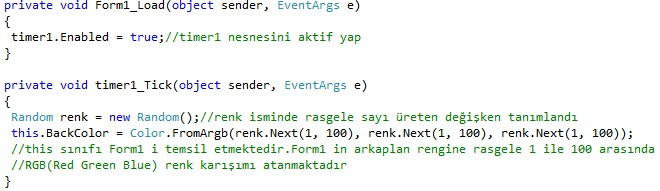 private void Form1_Load(object sender, EventArgs e)
{
timer1.Enabled = true;//timer1 nesnesini aktif yap
}
private void timer1_Tick(object sender, EventArgs e)
{
Random renk = new Random();//renk isminde rasgele sayı üreten değişken tanımlandı
this.BackColor = Color.FromArgb(renk.Next(1, 100), renk.Next(1, 100), renk.Next(1, 100));
//this sınıfı Form1 i temsil etmektedir.Form1 in arkaplan rengine rasgele 1 ile 100 arasında
//RGB(Red Green Blue) renk karışımı atanmaktadır
}